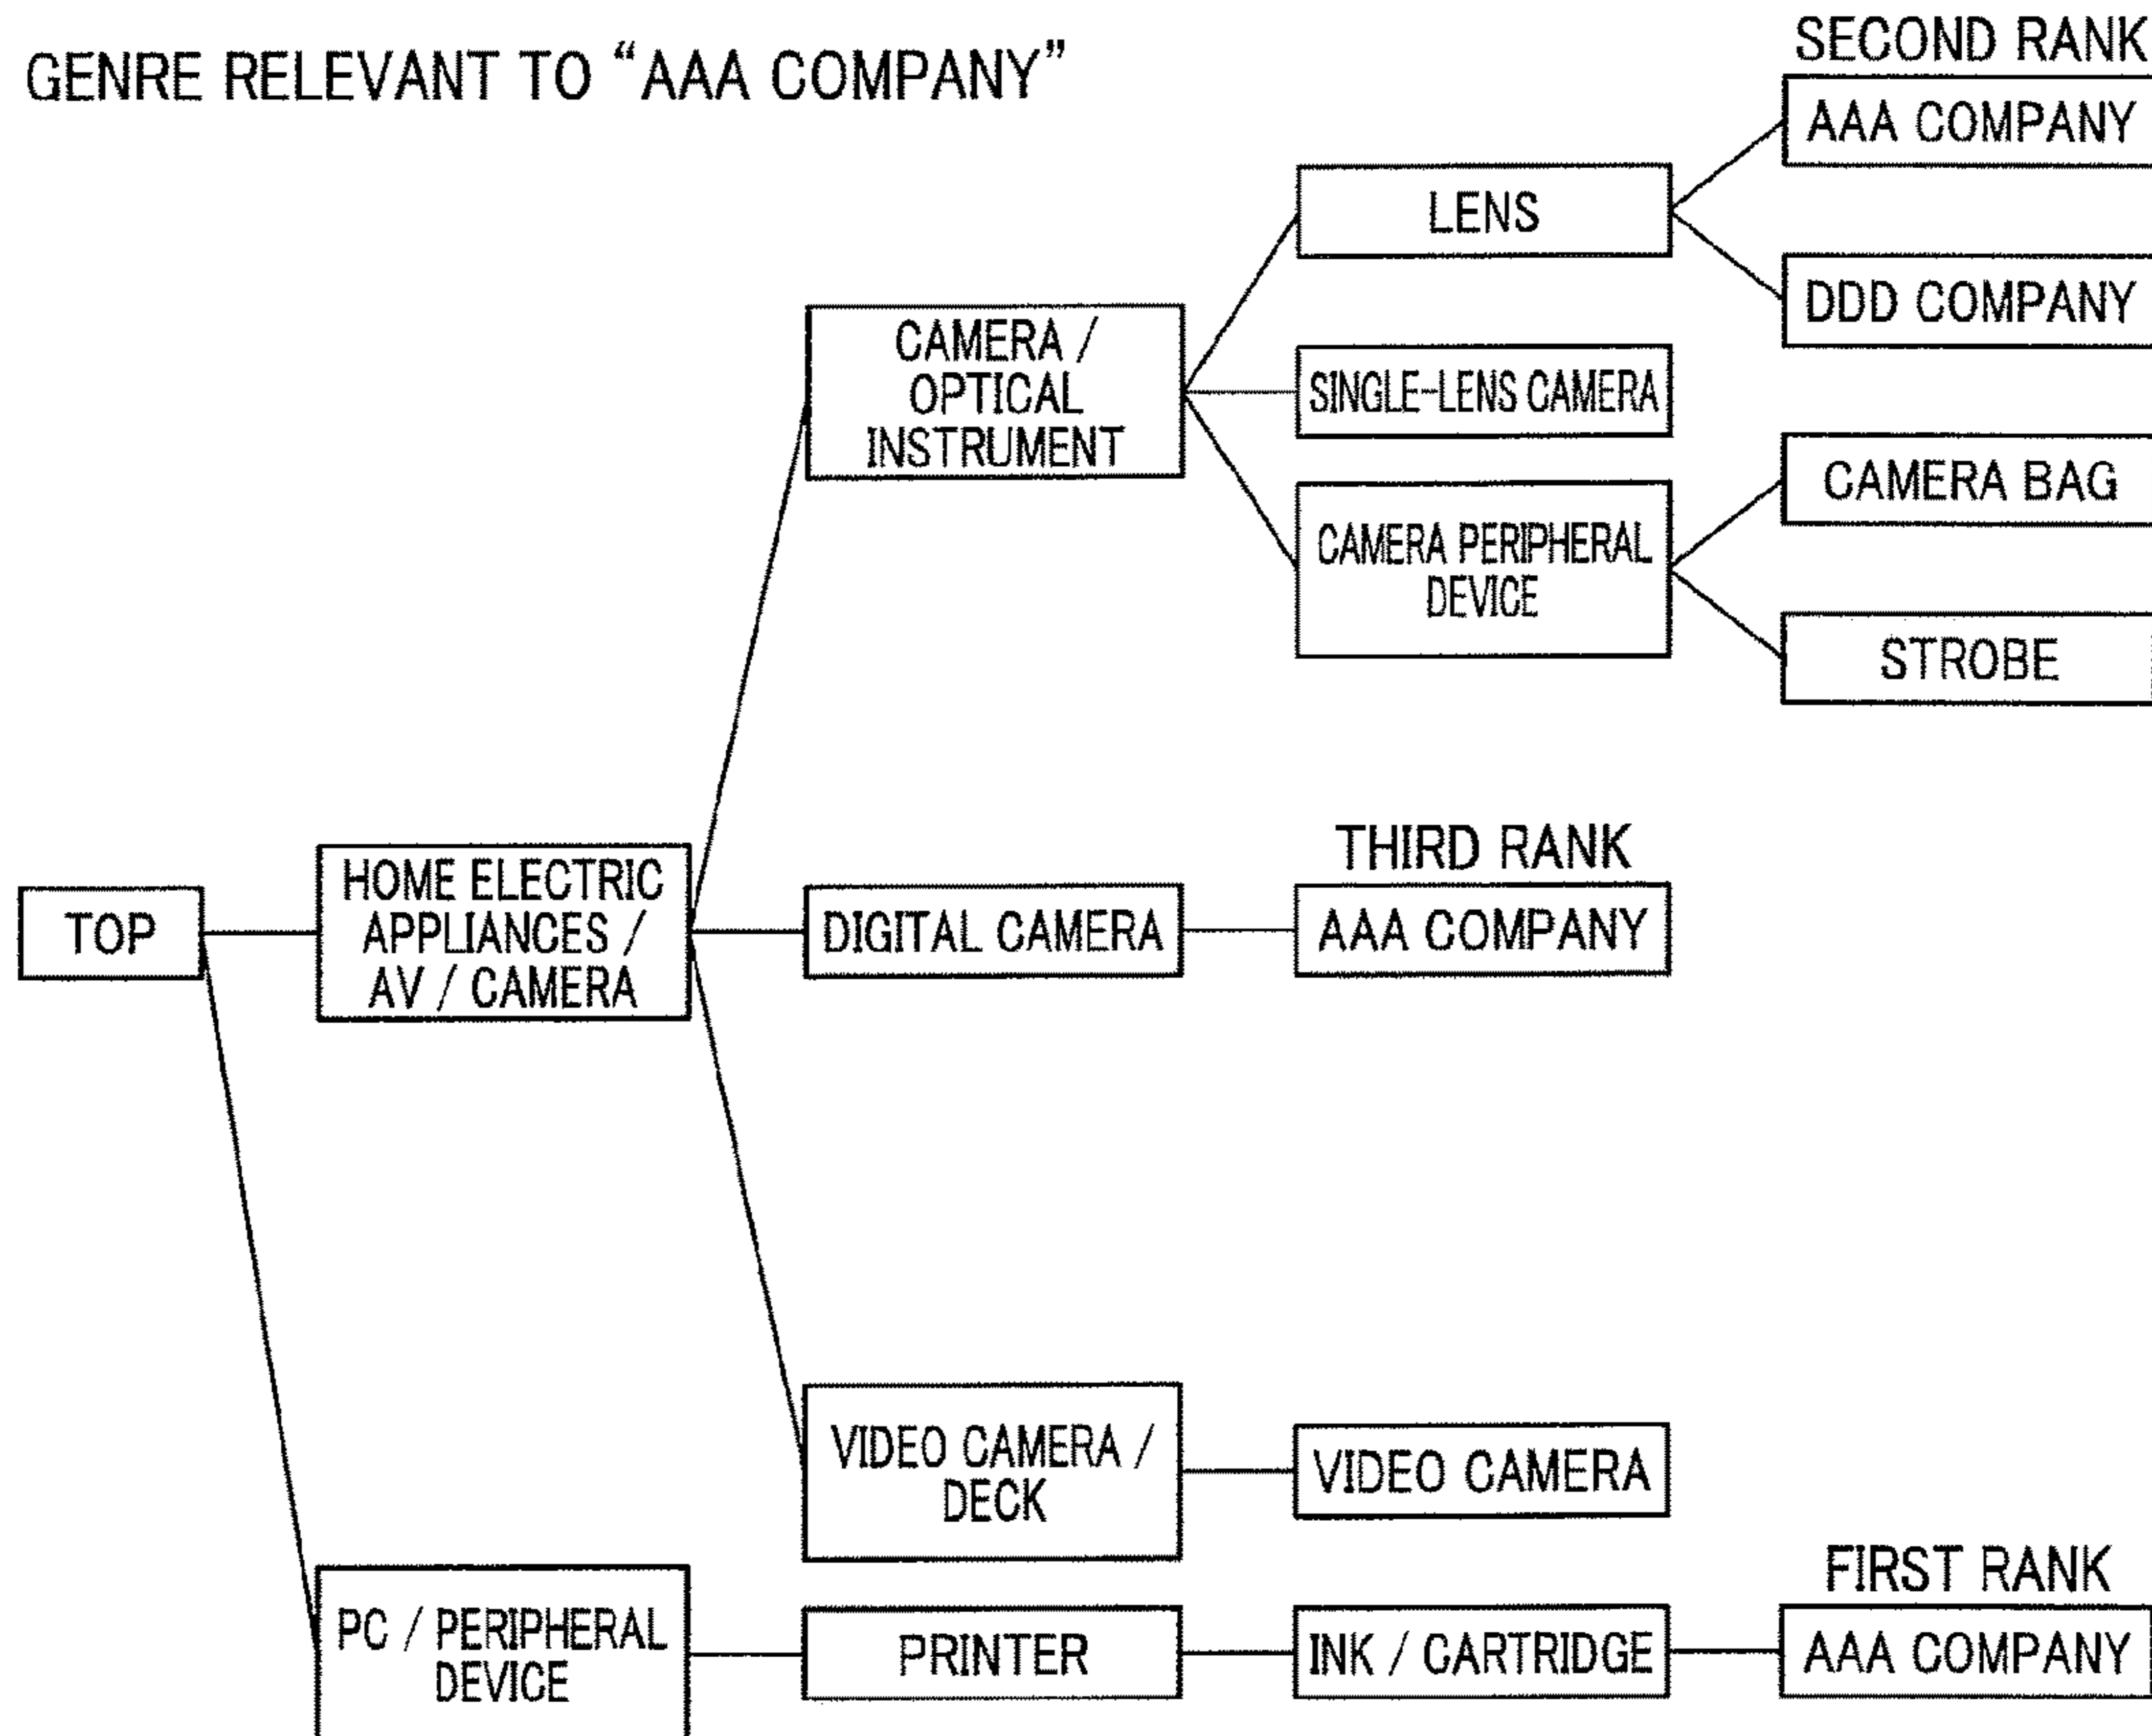 GENRE RELEVANT TO “AAA COMPANY”
SECOND RANK
AAA COMPANY
LENS
DDD COMPANY
CAMERA /
OPTICAL
INSTRUMENT
SINGLE-LENS CAMERA
CAMERA BAG
CAMERA PERIPHERAL
DEVICE
STROBE
THIRD RANK
TOP
HOME ELECTRIC
APPLIANCES /
AV / CAMERA
DIGITAL CAMERA
AAA COMPANY
VIDEO CAMERA /
DECK
VIDEO CAMERA
FIRST RANK
PC / PERIPHERAL
DEVICE
PRINTER
INK / CARTRIDGE
AAA COMPANY